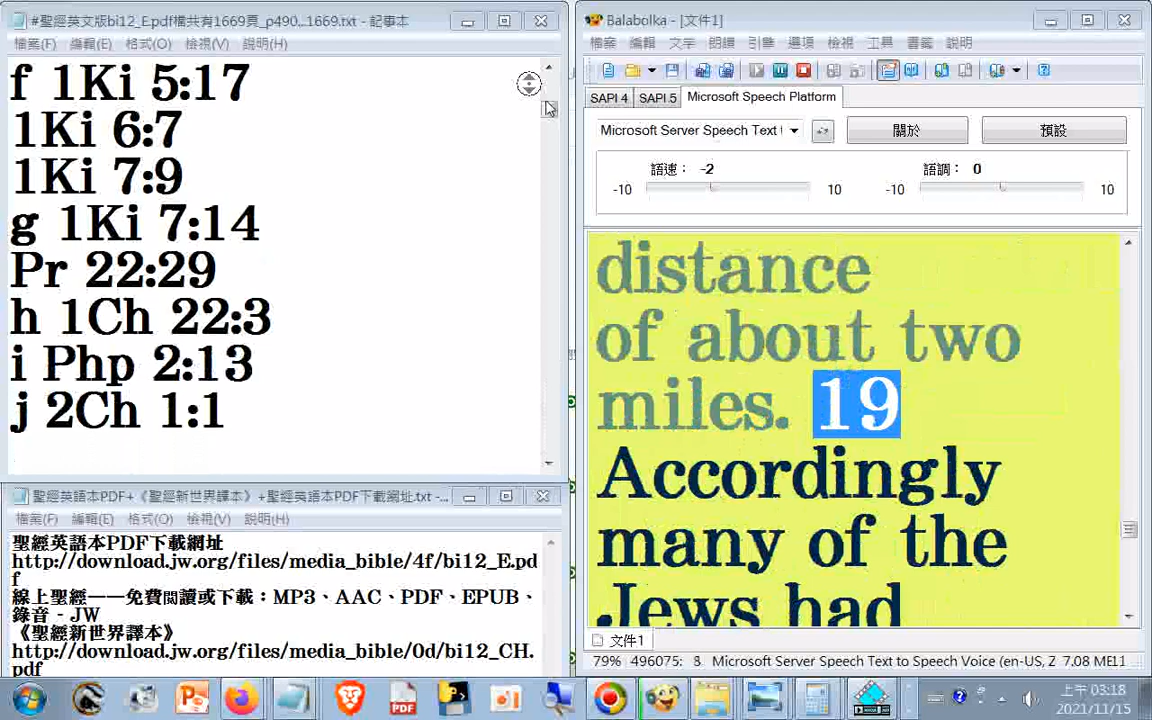 #聖經英文版bi12_E.pdf檔共有1669頁_p490,..1669.txt - 記事本
檔案(F) 編輯(E) 格式(O) 檢視(V) 說明(H)
f 1Ki 5:17
1Ki 6:7
1Ki 7:9
g 1Ki 7:14
Pr 22:29
h 1Ch 22:3
i Php 2:13
j 2Ch 1:1
聖經英語本PDF+《聖經新世界譯本》+聖經英語本PDF下載網址.txt -...
檔案(F) 編輯(E) 格式(O) 檢視(V) 說明(H)
聖經英語本PDF下載網址
http://download.jw.org/files/media_bible/4f/bi12_E.pd
f
線上聖經——免費閱讀或下載：MP3、AAC、PDF、EPUB、
錄音 - JW
《聖經新世界譯本》
http://download.jw.org/files/media_bible/0d/bi12_CH.
pdf
Balabolka - [文件1]
檔案 編輯 文字 朗讀 引擎 選項 檢視 工具 書籤 說明
SAPI 4 SAPI 5 Microsoft Speech Platform
Microsoft Server Speech Text 關於 預設
語速： -2 語調： 0
-10 10 -10 10
distance
of about two
miles. 19
Accordingly
many of the
Jews had
文件1
79% 496075: 8 Microsoft Server Speech Text to Speech Voice (en-US, Z 7.08 ME11
PDF
上午 03:18
2021/11/15